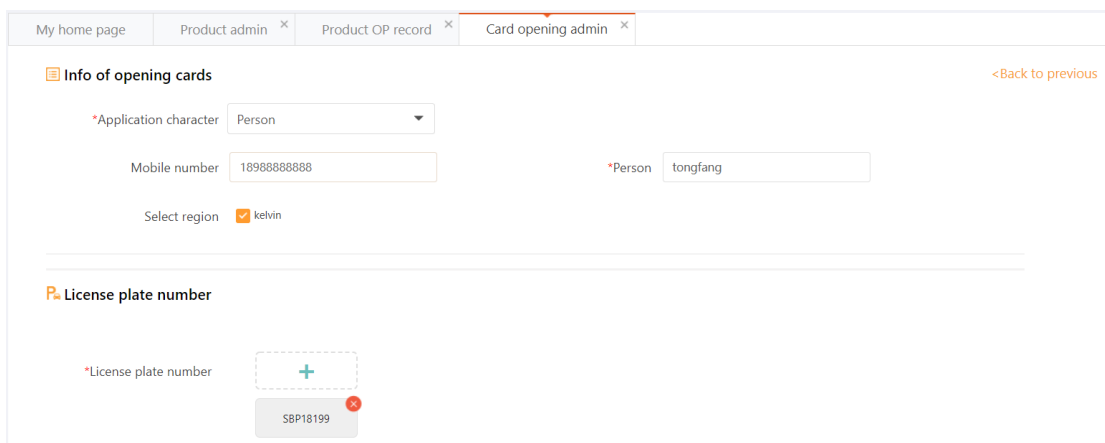 My home page Product admin Product OP record Card opening admin
Info of opening cards <Back to previous
*Application character Person
Mobile number 18988888888 *Person tongfang
Select region kelvin
License plate number
*License plate number
SBP18199